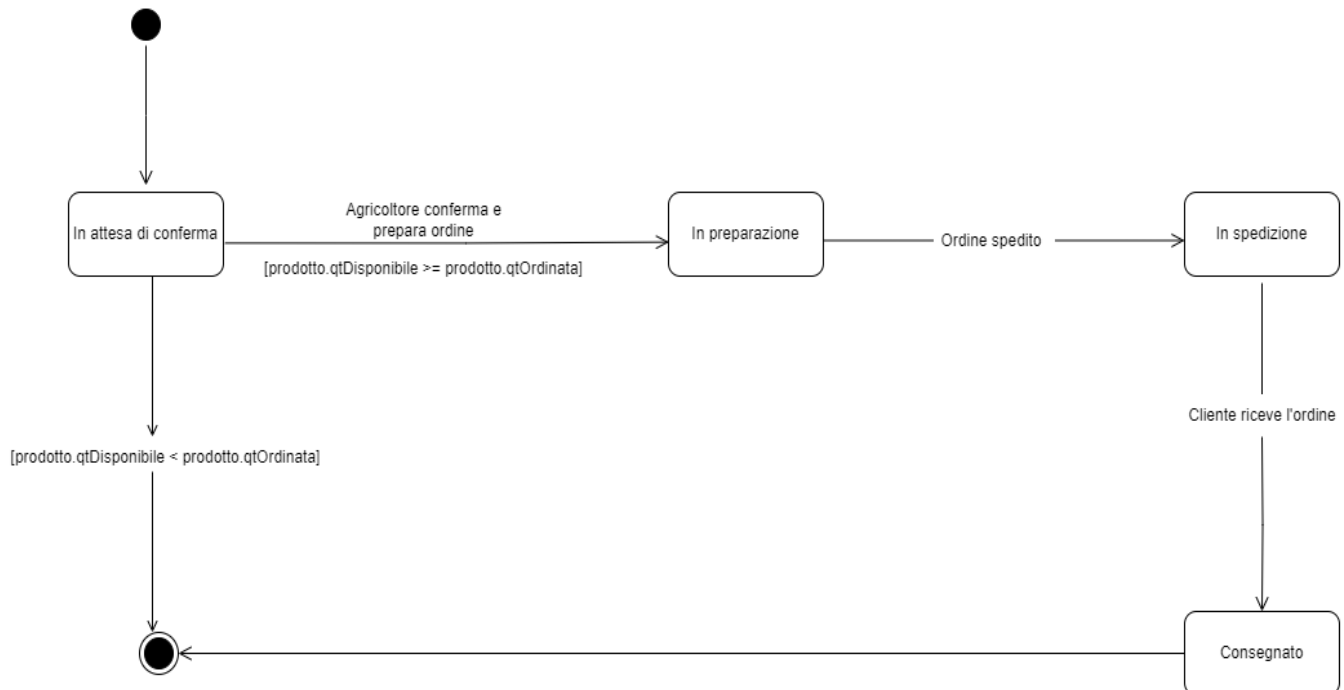 Agricoltore conferma e
prepara ordine
In attesa di conferma
In preparazione
Ordine spedito
In spedizione
[prodotto.qtDisponibile >= prodotto.qtOrdinata]
Cliente riceve l'ordine
[prodotto.qtDisponibile < prodotto.qtOrdinata]
Consegnato